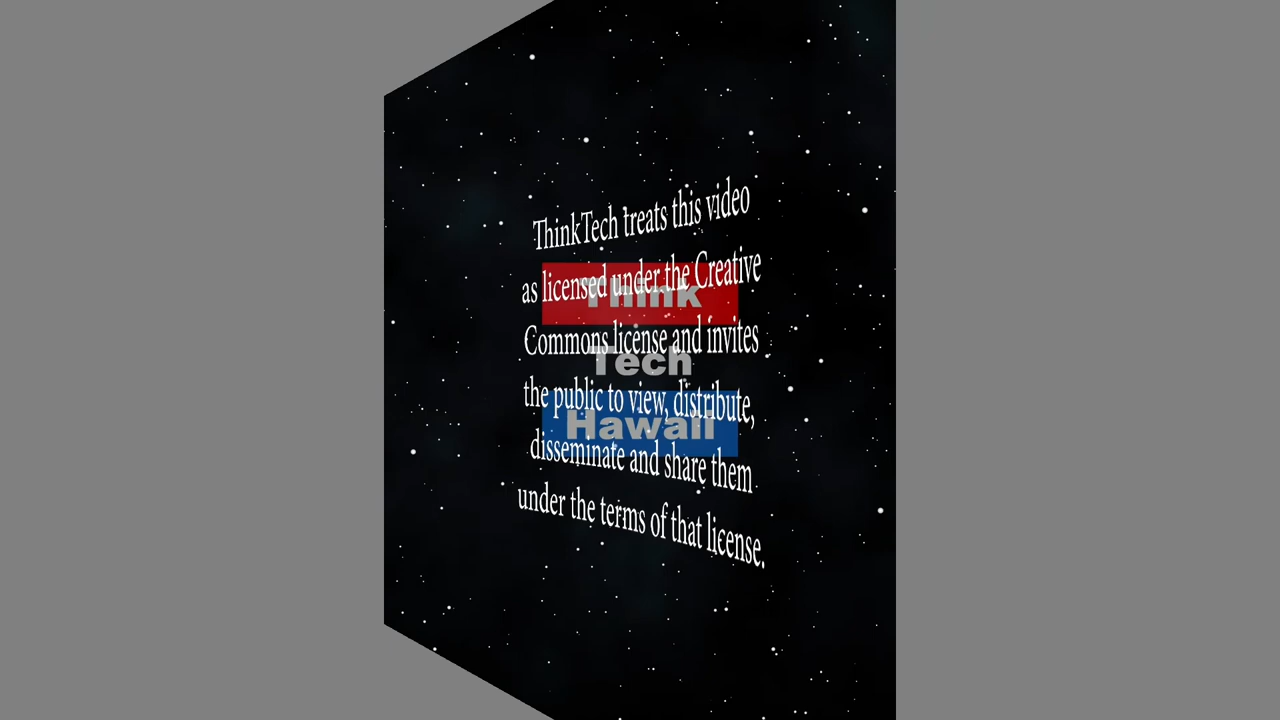 ThinkTech treats this video
as licensed under the Creative
Commons license and invites
the public to view, distribute,
disseminate and share them
under the terms of that license.
Think
Tech
Hawaii